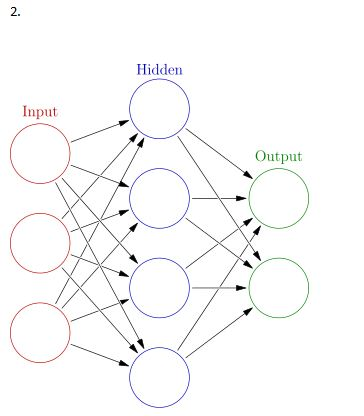 2.
Hidden
Input
Output